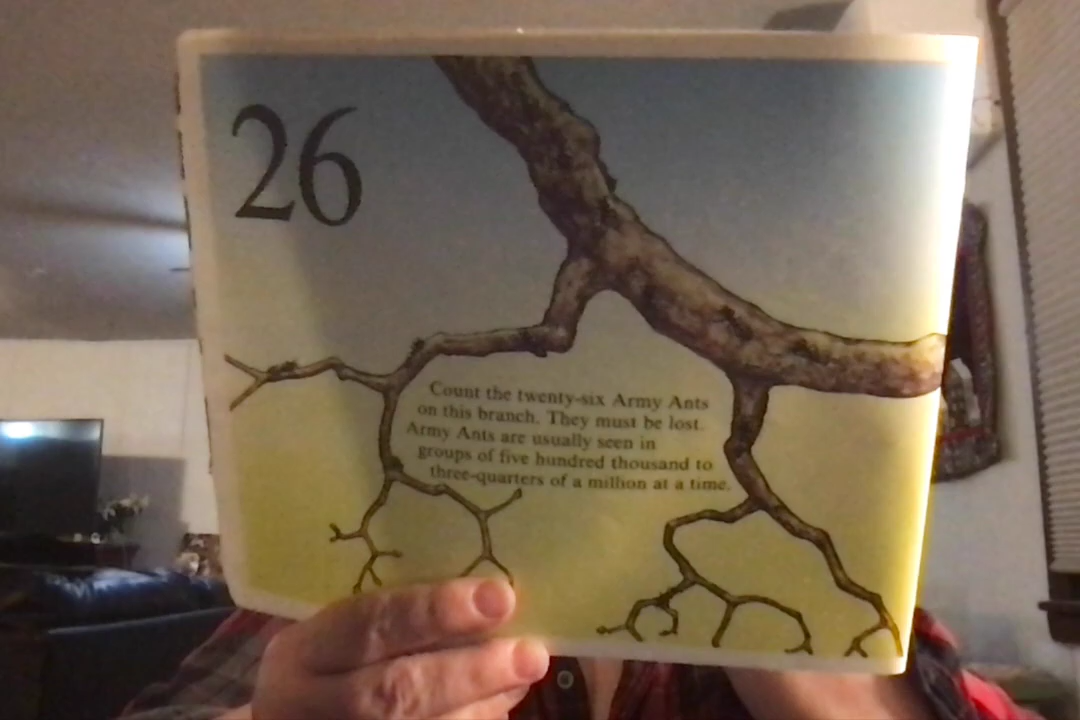 26
Count the twenty-six Army Ants
on this branch. They must be lost.
Army Ants are usually seen in
groups of five hundred thousand to
three-quarters of a million at a time.